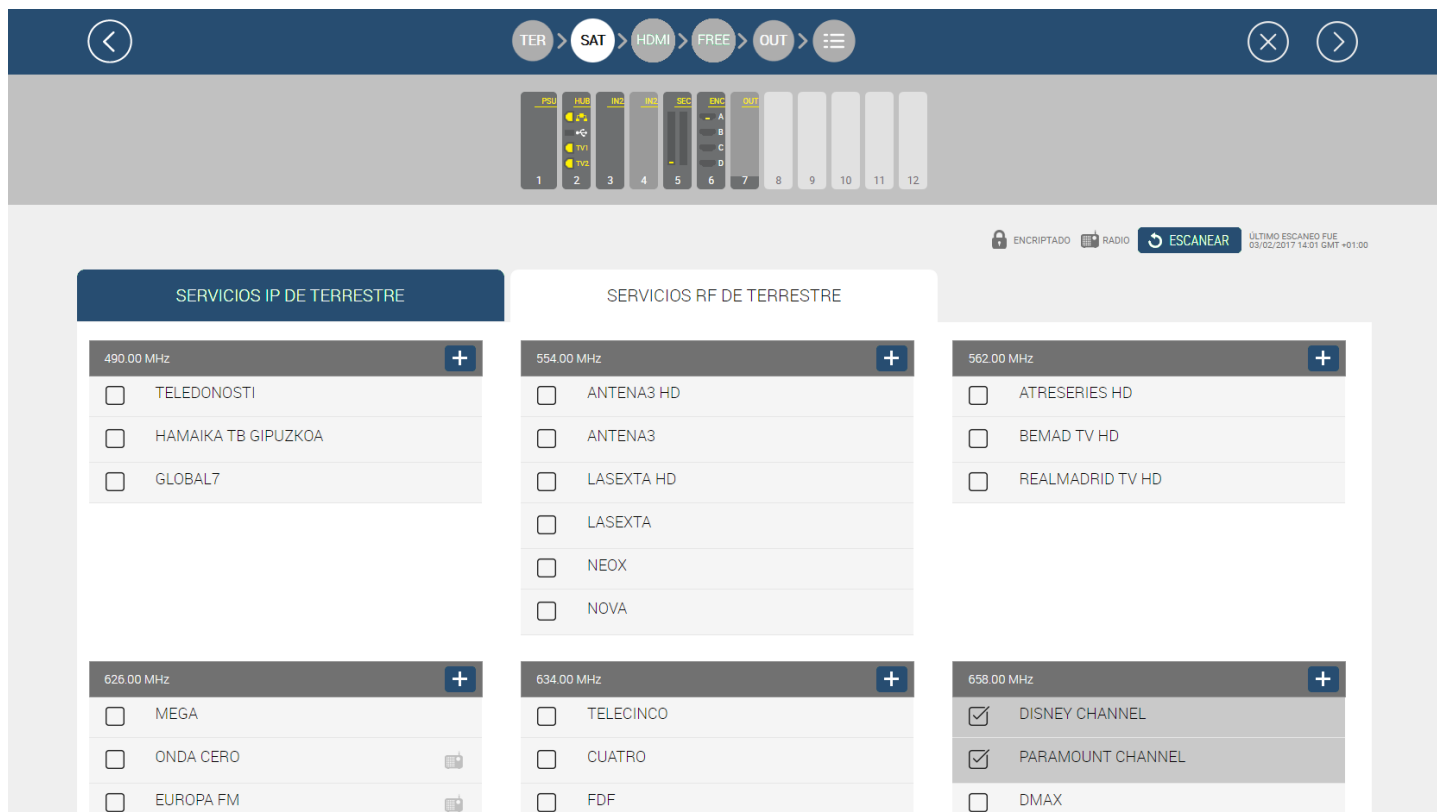 TER SAT HDMI FREE OUT
PSU HUB IN2 IN2 SEC ENC OUT
A
B
TV1 C
TV2 D
1 2 3 4 5 6 7 8 9 10 11 12
ENCRIPTADO RADIO ESCANEAR ÚLTIMO ESCANEO FUE
03/02/2017 14:01 GMT +01:00
SERVICIOS IP DE TERRESTRE SERVICIOS RF DE TERRESTRE
490.00 MHz
TELEDONOSTI
HAMAIKA TB GIPUZKOA
GLOBAL7
554.00 MHz
ANTENA3 HD
ANTENA3
LASEXTA HD
LASEXTA
NEOX
NOVA
562.00 MHz
ATRESERIES HD
BEMAD TV HD
REALMADRID TV HD
626.00 MHz
MEGA
ONDA CERO
EUROPA FM
634.00 MHz
TELECINCO
CUATRO
FDF
658.00 MHz
DISNEY CHANNEL
PARAMOUNT CHANNEL
DMAX